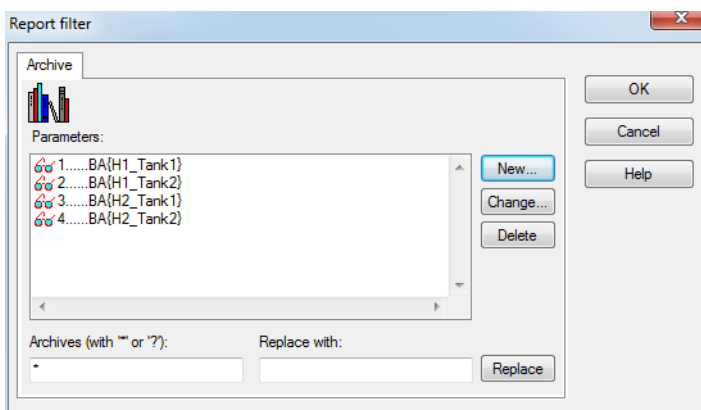 Report filter
Archive
OK
Parameters:
Cancel
1......BA{H1_Tank1}
New...
Help
2......BA{H1_Tank2}
3......BA{H2_Tank1}
Change...
4......BA{H2_Tank2}
Delete
Archives (with '*' or '?'):
Replace with:
*
Replace